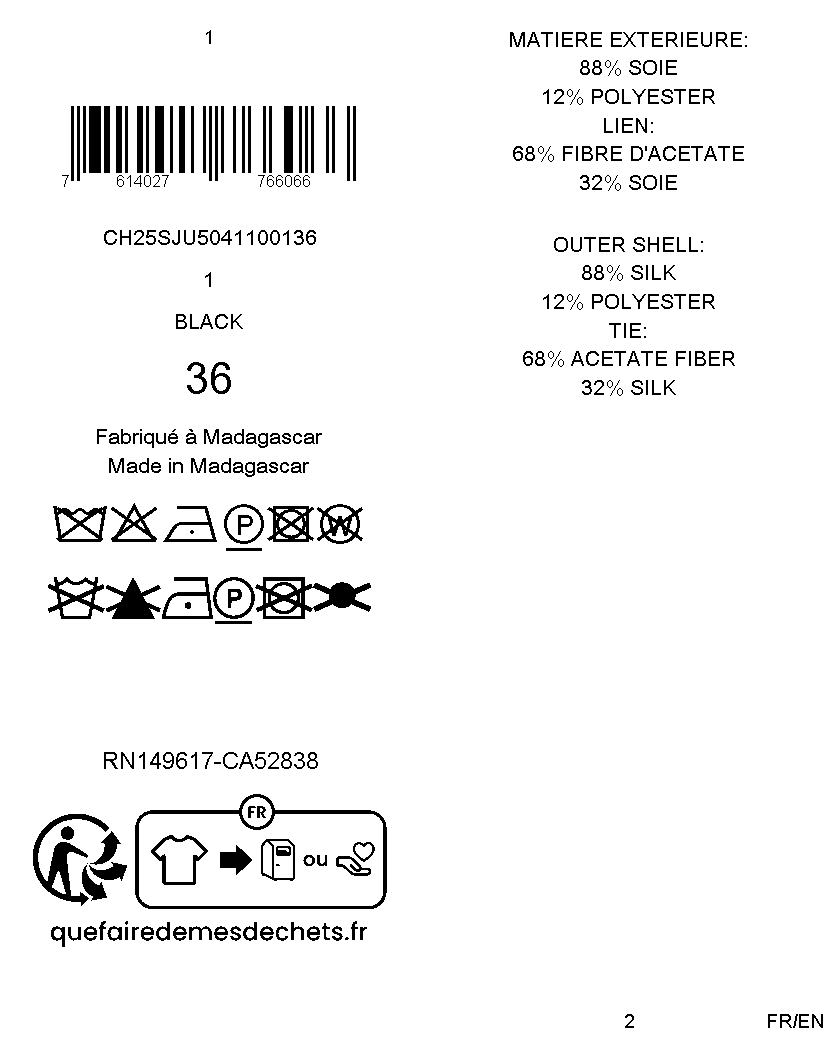 1
7 614027 766066
CH25SJU5041100136
1
BLACK
36
Fabriqué à Madagascar
Made in Madagascar
P W
P
RN149617-CA52838
FR
ou
quefairedemesdechets.fr
MATIERE EXTERIEURE:
88% SOIE
12% POLYESTER
LIEN:
68% FIBRE D'ACETATE
32% SOIE
OUTER SHELL:
88% SILK
12% POLYESTER
TIE:
68% ACETATE FIBER
32% SILK
2 FR/EN